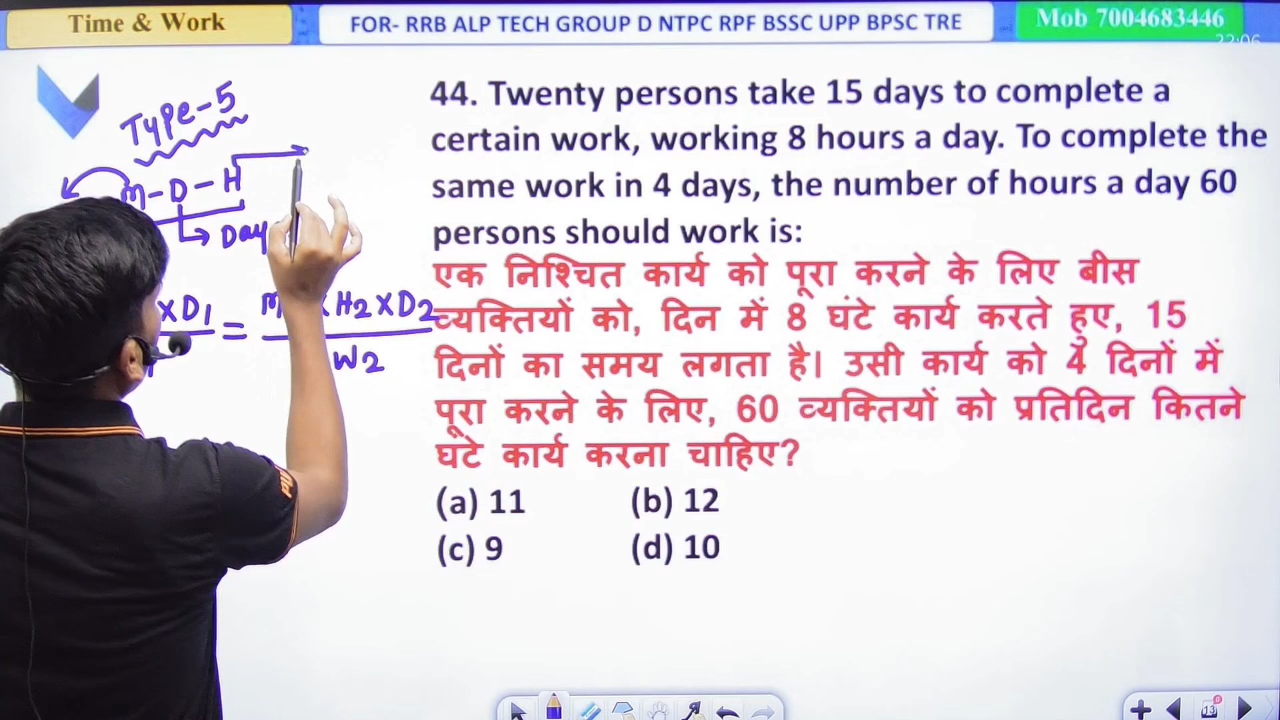 Time & Work
FOR- RRB ALP TECH GROUP D NTPC RPF BSSC UPP BPSC TRE
Mob 7004683446
22:06
Type-5
M-D-H
Day
×D1 = ×H2×D2
W2
44. Twenty persons take 15 days to complete a
certain work, working 8 hours a day. To complete the
same work in 4 days, the number of hours a day 60
persons should work is:
एक निश्चित कार्य को पूरा करने के लिए बीस
व्यक्तियों को, दिन में 8 घंटे कार्य करते हुए, 15
दिनों का समय लगता है। उसी कार्य को 4 दिनों में
पूरा करने के लिए, 60 व्यक्तियों को प्रतिदिन कितने
घंटे कार्य करना चाहिए?
(a) 11 (b) 12
(c) 9 (d) 10
13